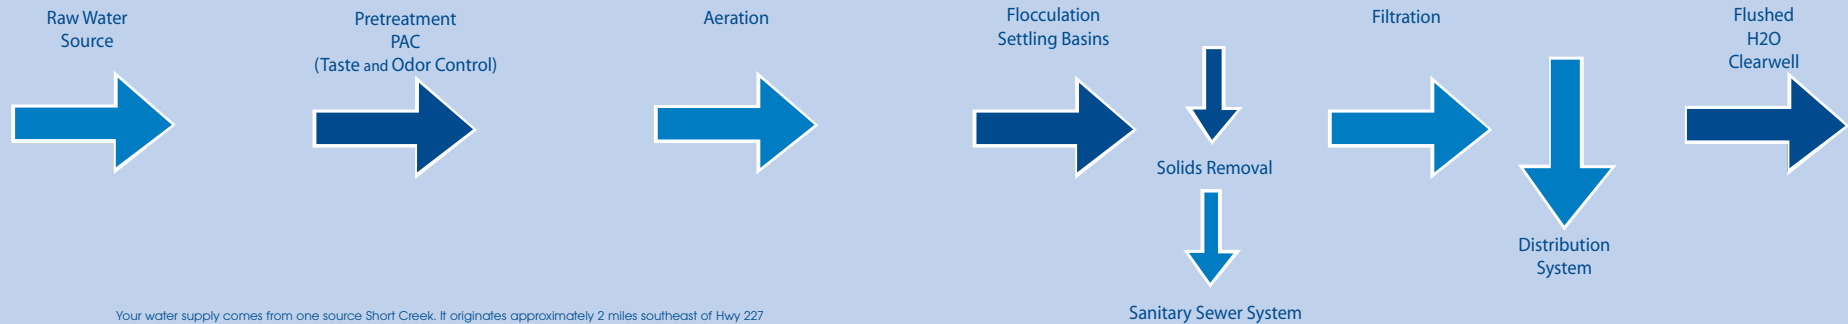 Raw Water
Source
Pretreatment
PAC
(Taste and Odor Control)
Aeration
Flocculation
Settling Basins
Solids Removal
Sanitary Sewer System
Filtration
Distribution
System
Flushed
H2O
Clearwell
Your water supply comes from one source Short Creek. It originates approximately 2 miles southeast of Hwy 227